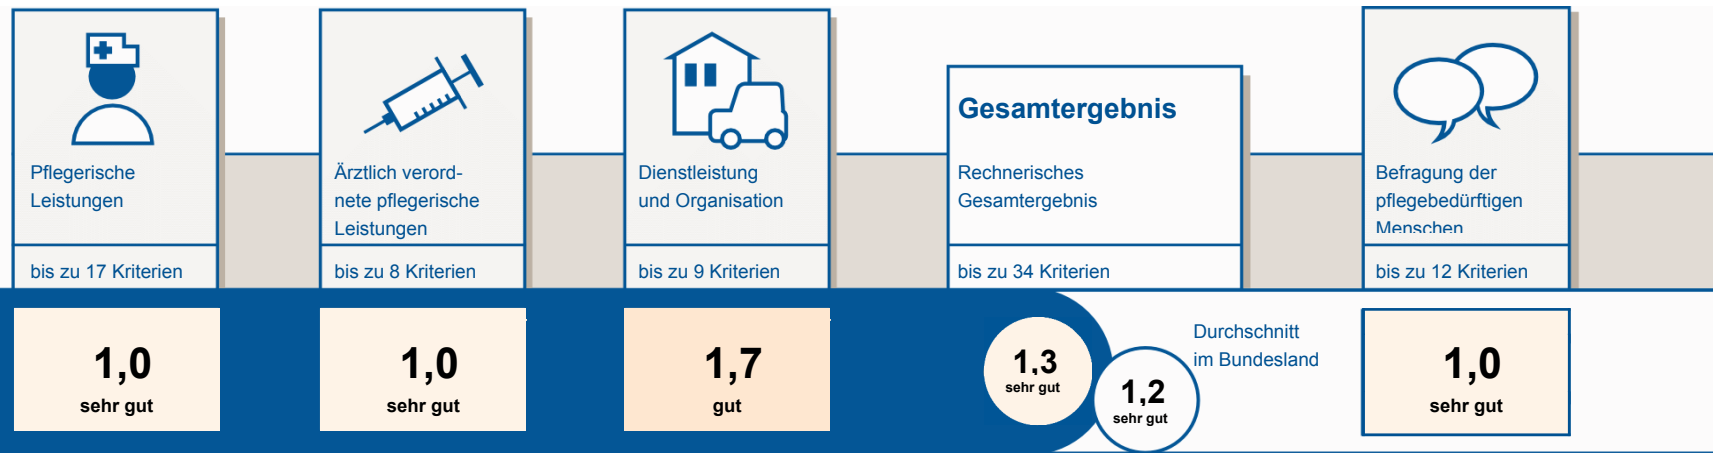 Pflegerische
Leistungen
bis zu 17 Kriterien
1,0
sehr gut
Ärztlich verord-
nete pflegerische
Leistungen
bis zu 8 Kriterien
1,0
sehr gut
Dienstleistung
und Organisation
bis zu 9 Kriterien
1,7
gut
Gesamtergebnis
Rechnerisches
Gesamtergebnis
bis zu 34 Kriterien
1,3
sehr gut
1,2
sehr gut
Durchschnitt
im Bundesland
Befragung der
pflegebedürftigen
Menschen
bis zu 12 Kriterien
1,0
sehr gut